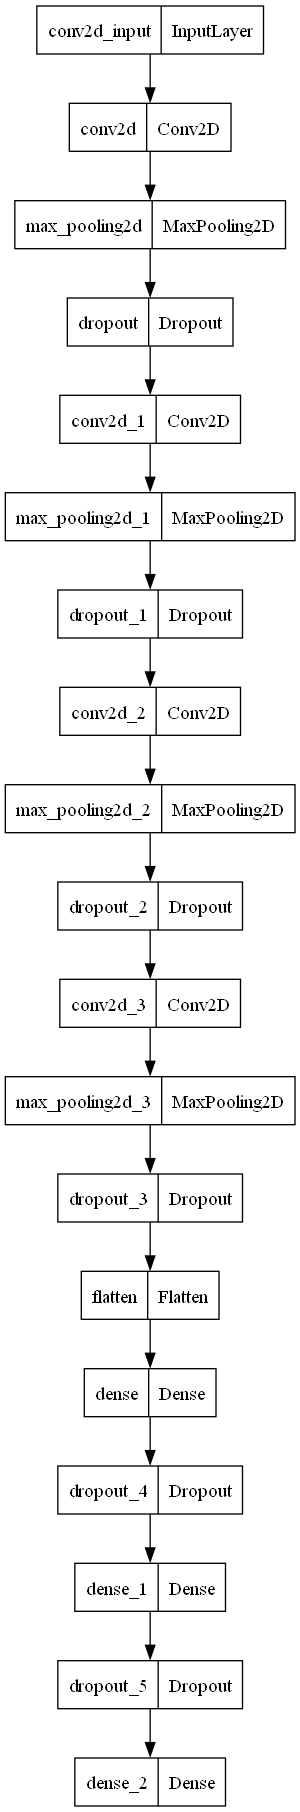 conv2d_input InputLayer
conv2d Conv2D
max_pooling2d MaxPooling2D
dropout Dropout
conv2d_1 Conv2D
max_pooling2d_1 MaxPooling2D
dropout_1 Dropout
conv2d_2 Conv2D
max_pooling2d_2 MaxPooling2D
dropout_2 Dropout
conv2d_3 Conv2D
max_pooling2d_3 MaxPooling2D
dropout_3 Dropout
flatten Flatten
dense Dense
dropout_4 Dropout
dense_1 Dense
dropout_5 Dropout
dense_2 Dense